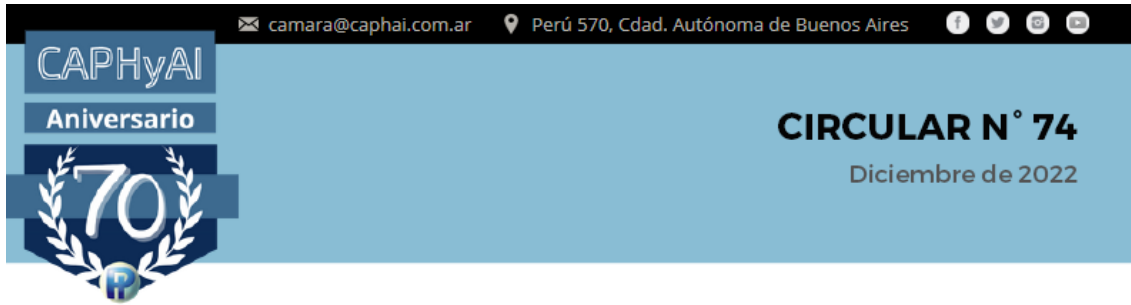 camara@caphai.com.ar Perú 570, Cdad. Autónoma de Buenos Aires
CAPHyAI
Aniversario
70
CIRCULAR N° 74
Diciembre de 2022